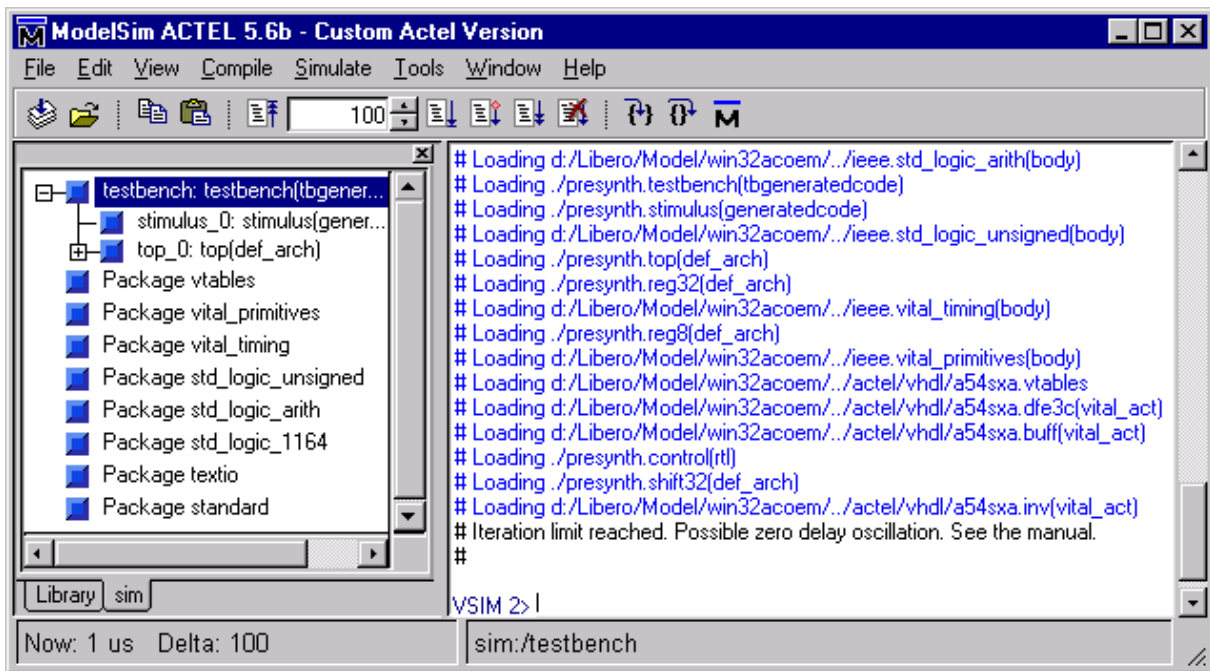 ModelSim ACTEL 5.6b - Custom Actel Version
File Edit View Compile Simulate Tools Window Help
100
testbench: testbench(tbgener...
stimulus_0: stimulus(gener...
top_0: top(def_arch)
Package vtables
Package vital_primitives
Package vital_timing
Package std_logic_unsigned
Package std_logic_arith
Package std_logic_1164
Package textio
Package standard
Library sim
# Loading d:/Libero/Model/win32acoem/../ieee.std_logic_arith(body)
# Loading ./presynth.testbench(tbgeneratedcode)
# Loading ./presynth.stimulus(generatedcode)
# Loading d:/Libero/Model/win32acoem/../ieee.std_logic_unsigned(body)
# Loading ./presynth.top(def_arch)
# Loading ./presynth.reg32(def_arch)
# Loading d:/Libero/Model/win32acoem/../ieee.vital_timing(body)
# Loading ./presynth.reg8(def_arch)
# Loading d:/Libero/Model/win32acoem/../ieee.vital_primitives(body)
# Loading d:/Libero/Model/win32acoem/../actel/vhdl/a54sxa.vtables
# Loading d:/Libero/Model/win32acoem/../actel/vhdl/a54sxa.dfe3c(vital_act)
# Loading d:/Libero/Model/win32acoem/../actel/vhdl/a54sxa.buff(vital_act)
# Loading ./presynth.control(rtl)
# Loading ./presynth.shift32(def_arch)
# Loading d:/Libero/Model/win32acoem/../actel/vhdl/a54sxa.inv(vital_act)
# Iteration limit reached. Possible zero delay oscillation. See the manual.
#
VSIM 2>
Now: 1 us Delta: 100
sim:/testbench